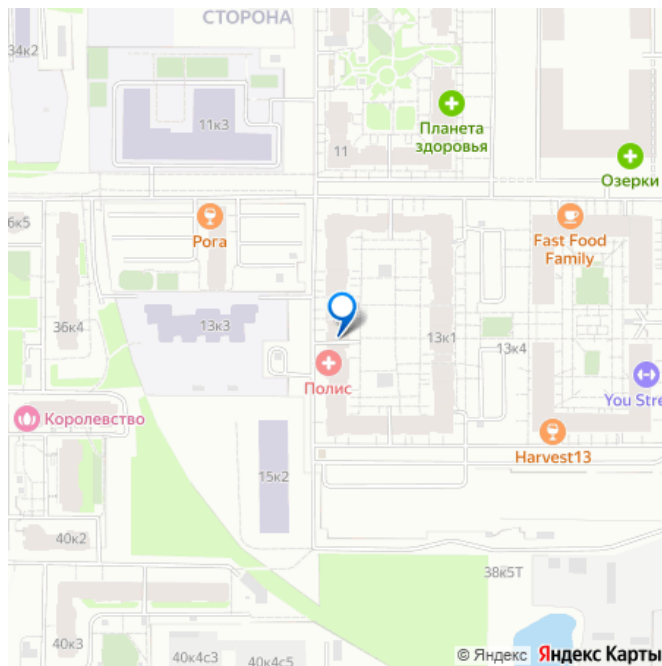 СТОРОНА
34к2
11к3
11
Планета
здоровья
Озерки
6к5
Рога
Fast Food
Family
36к4
13к3
13к1
13к4
Полис
You Stre
Королевство
Harvest13
15к2
40к2
38к5Т
40к3
40к4с3
40к4с5
© Яндекс Яндекс Карты